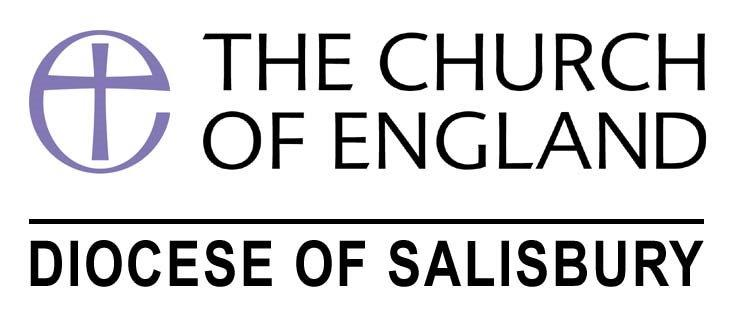 THE CHURCH
OF ENGLAND
DIOCESE OF SALISBURY